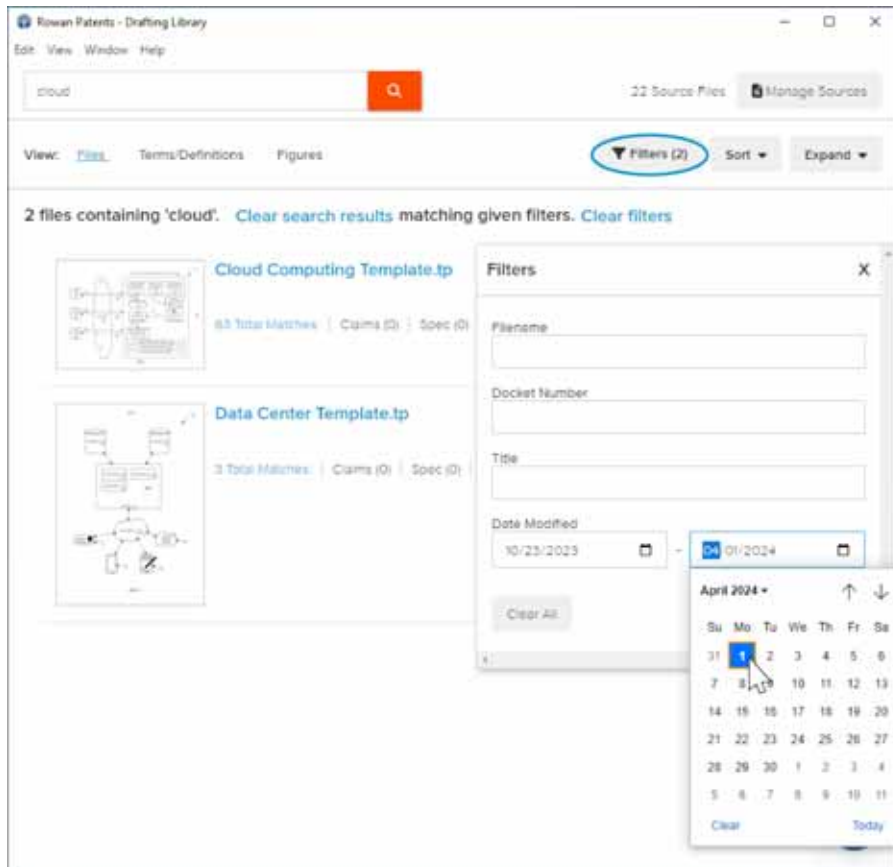 Rowan Patents - Drafting Library
Edit View Window Help
cloud
22 Source Files Manage Sources
View: Files Terms/Definitions Figures Filters (2) Sort Expand
2 files containing 'cloud'. Clear search results matching given filters. Clear filters
Cloud Computing Template.tp
63 Total Matches Claims (0) Spec (0)
Data Center Template.tp
3 Total Matches Claims (0) Spec (0)
Filters X
Filename
Docket Number
Title
Date Modified
10/23/2023 - 04/01/2024
Clear All
April 2024
Su Mo Tu We Th Fr Sa
31 1 2 3 4 5 6
7 8 9 10 11 12 13
14 15 16 17 18 19 20
21 22 23 24 25 26 27
28 29 30 1 2 3 4
5 6 7 8 9 10 11
Clear Today